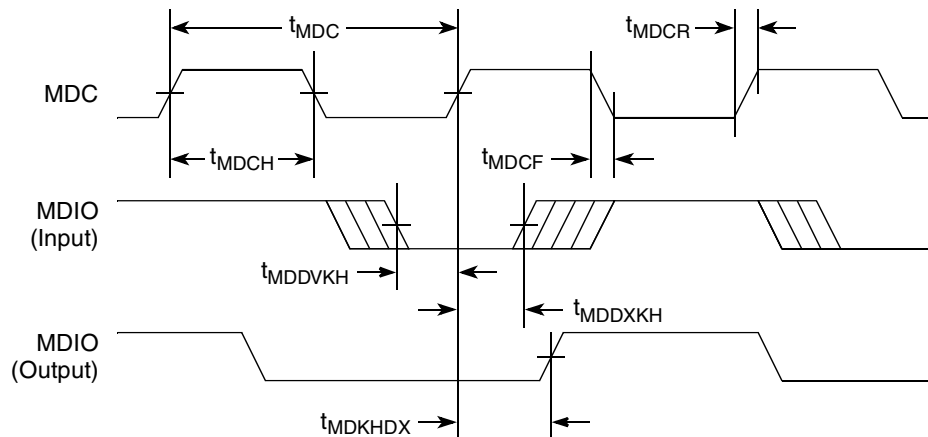 tMDC
tMDCR
MDC
tMDCH
tMDCF
MDIO
(Input)
tMDDVKH
tMDDXKH
MDIO
(Output)
tMDKHDX